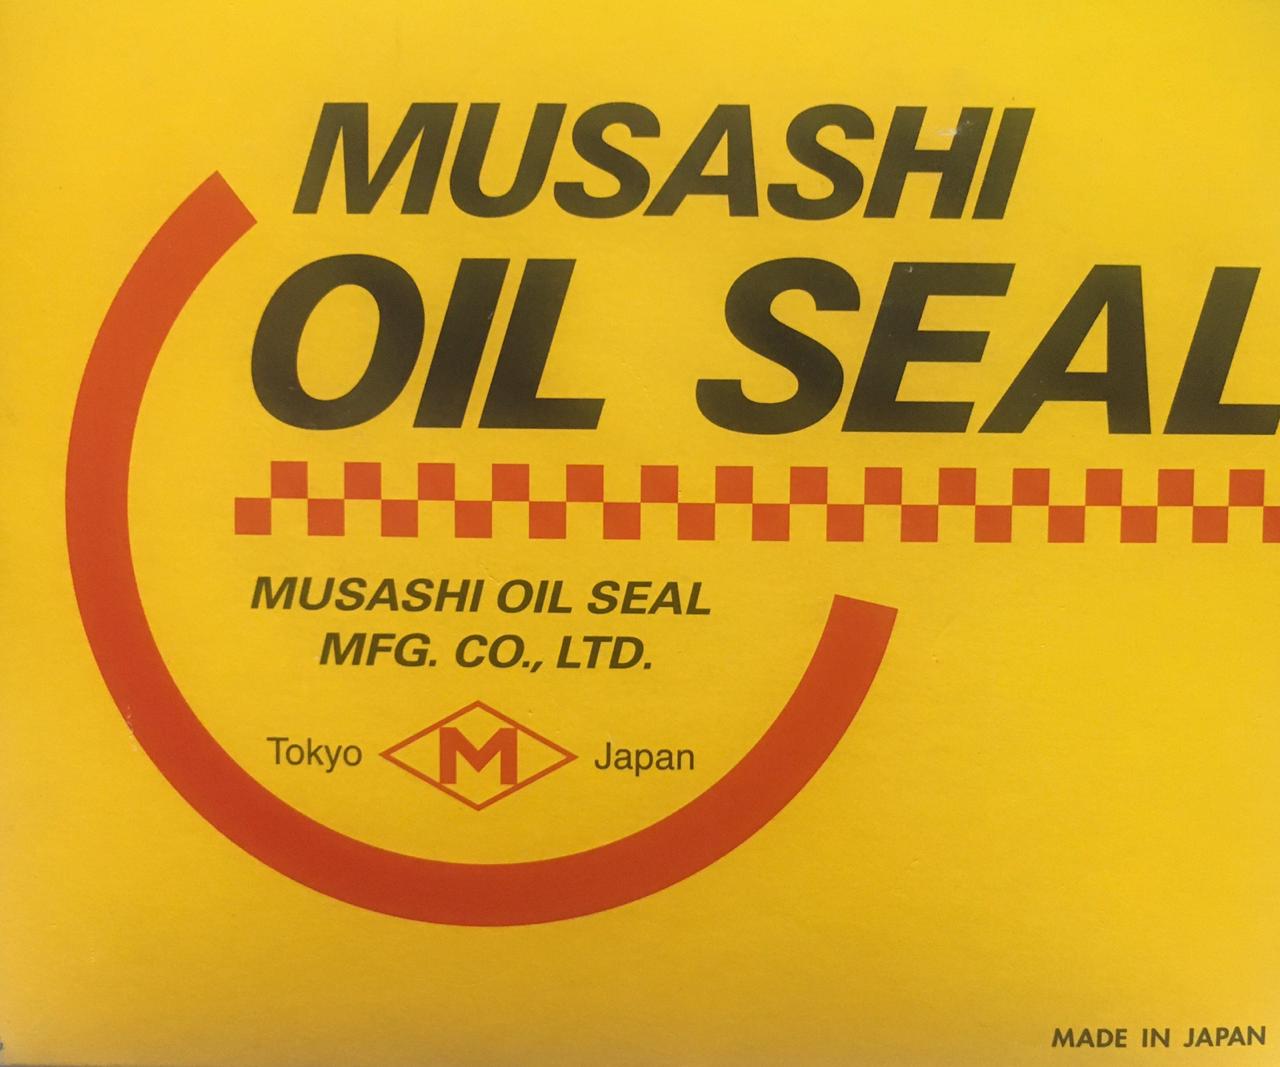 MUSASHI
OIL SEAL
MUSASHI OIL SEAL
MFG. CO., LTD.
Tokyo M Japan
MADE IN JAPAN